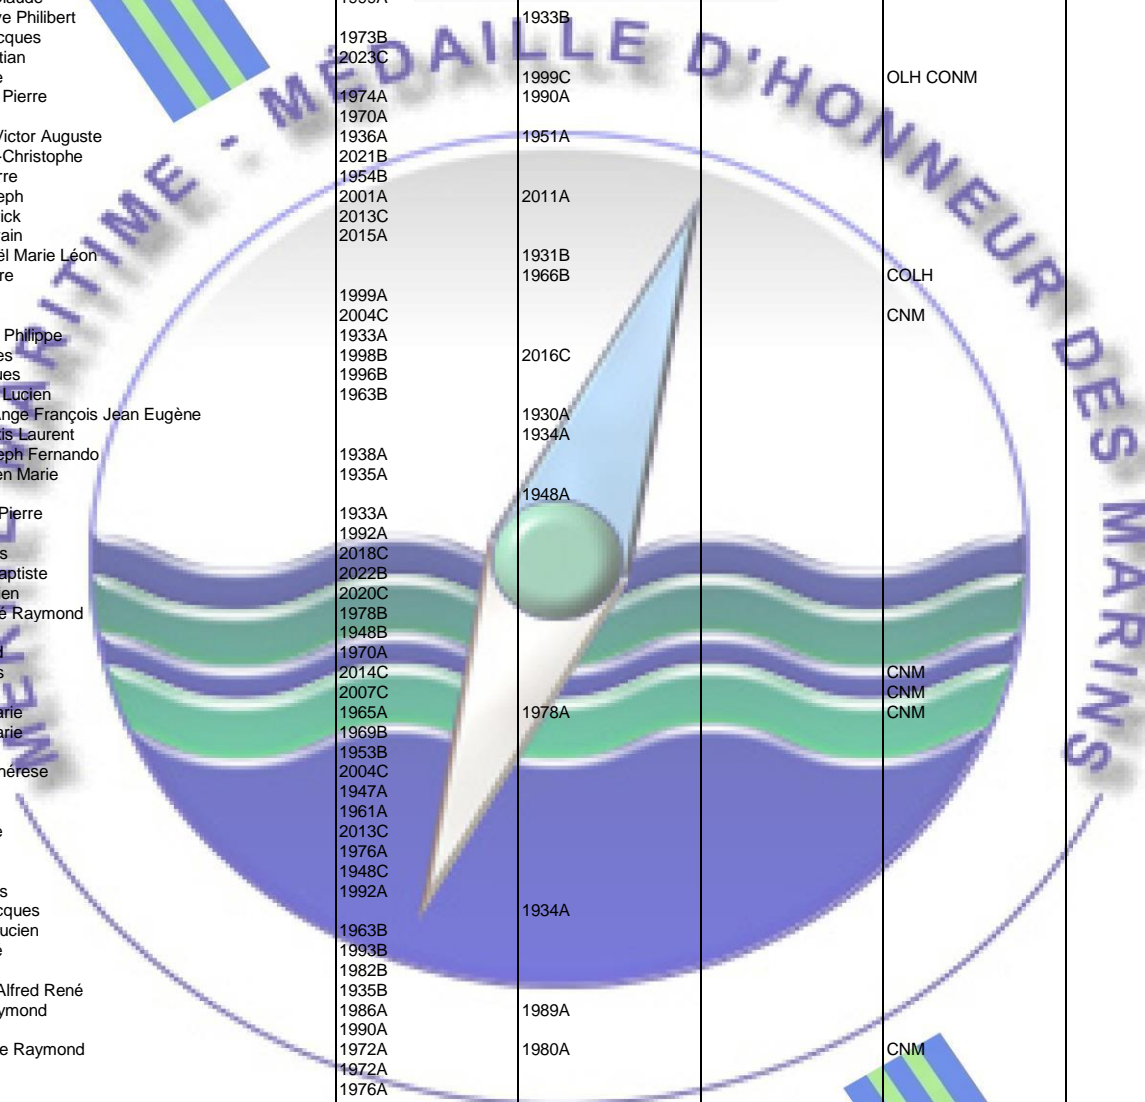 e Philibert 1933B
cques 1973B
tian 2023C
e 1999C OLH CONM
Pierre 1974A 1990A
1970A
Victor Auguste 1936A 1951A
-Christophe 2021B
rre 1954B
eph 2001A 2011A
ick 2013C
rain 2015A
ël Marie Léon 1931B
re 1966B COLH
1999A
2004C CNM
Philippe 1933A
es 1998B 2016C
ues 1996B
Lucien 1963B
Ange François Jean Eugène 1930A
tis Laurent 1934A
eph Fernando 1938A
en Marie 1935A
1948A
Pierre 1933A
1992A
s 2018C
aptiste 2022B
ien 2020C
é Raymond 1978B
1948B
d 1970A
s 2014C CNM
2007C CNM
arie 1965A 1978A CNM
arie 1969B
1953B
hérese 2004C
1947A
1961A
e 2013C
1976A
1948C
s 1992A
cques 1934A
ucien 1963B
e 1993B
1982B
Alfred René 1935B
ymond 1986A 1989A
1990A
e Raymond 1972A 1980A CNM
1972A
1976A
MARITIME - MÉDAILLE D'HONNEUR DES MARINS